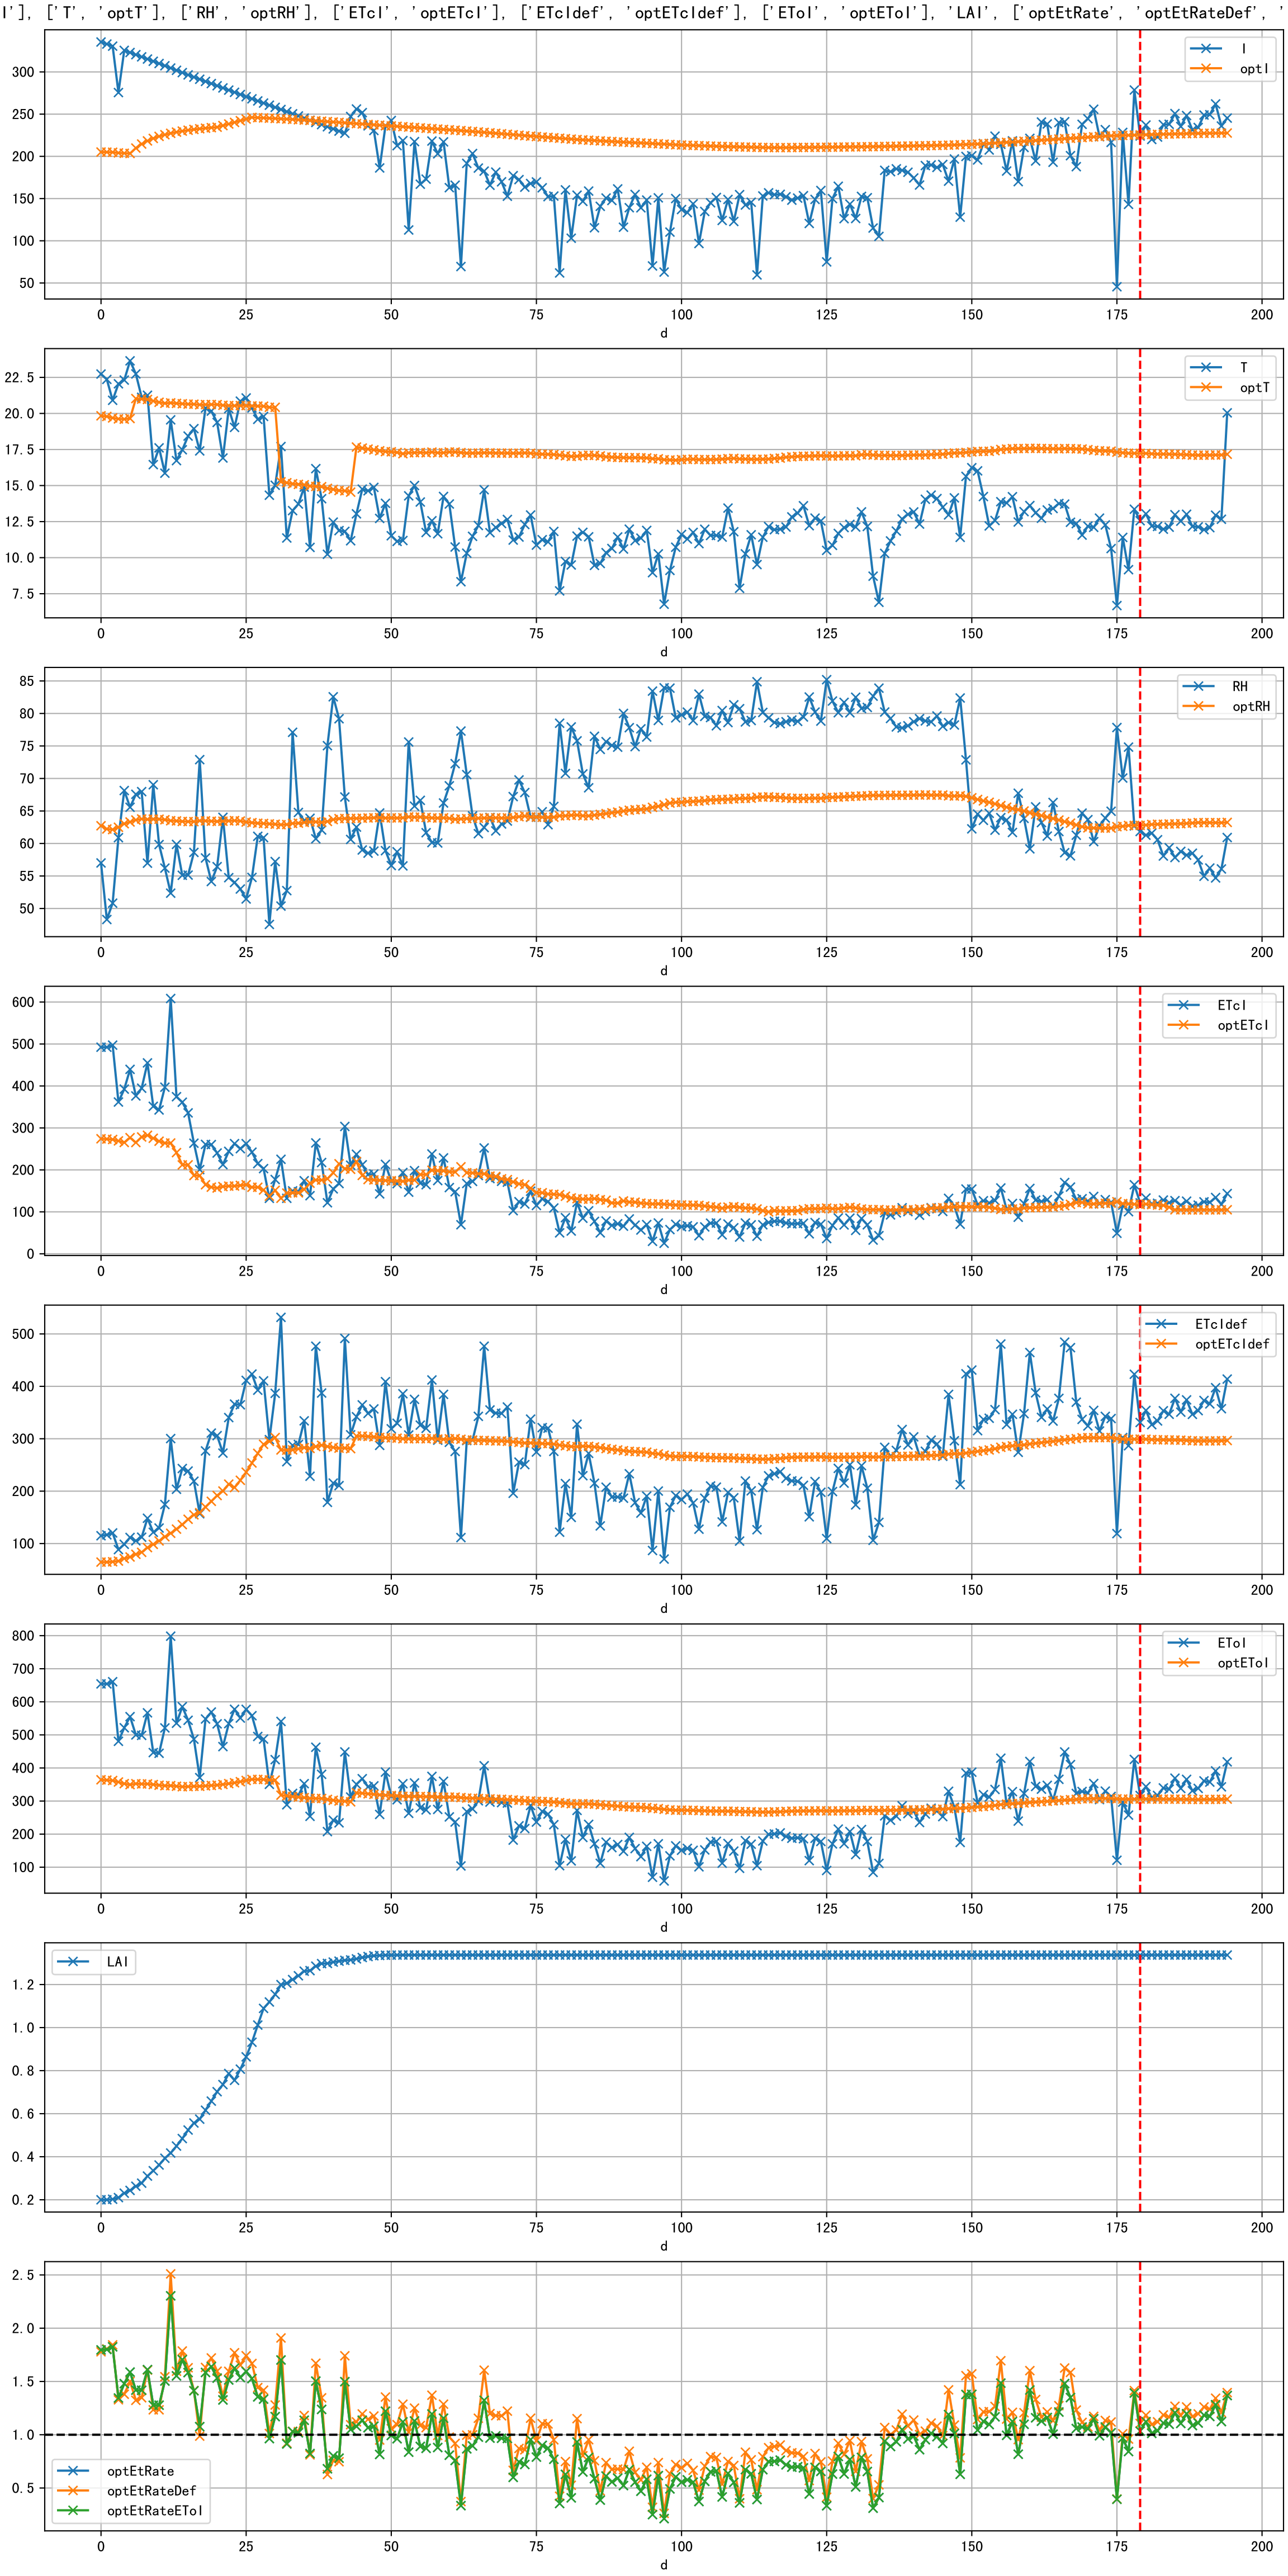 I'], ['T', 'optT'], ['RH', 'optRH'], ['ETcI', 'optETcI'], ['ETcIdef', 'optETcIdef'], ['EToI', 'optEToI'], 'LAI', ['optEtRate', 'optEtRateDef', '
I
optI
300
250
200
150
100
50
0 25 50 75 100 125 150 175 200
d
T
optT
22.5
20.0
17.5
15.0
12.5
10.0
7.5
0 25 50 75 100 125 150 175 200
d
RH
optRH
85
80
75
70
65
60
55
50
0 25 50 75 100 125 150 175 200
d
ETcI
optETcI
600
500
400
300
200
100
0
0 25 50 75 100 125 150 175 200
d
ETcIdef
optETcIdef
500
400
300
200
100
0 25 50 75 100 125 150 175 200
d
EToI
optEToI
800
700
600
500
400
300
200
100
0 25 50 75 100 125 150 175 200
d
LAI
1.2
1.0
0.8
0.6
0.4
0.2
0 25 50 75 100 125 150 175 200
d
2.5
2.0
1.5
1.0
0.5
optEtRate
optEtRateDef
optEtRateEToI
0 25 50 75 100 125 150 175 200
d